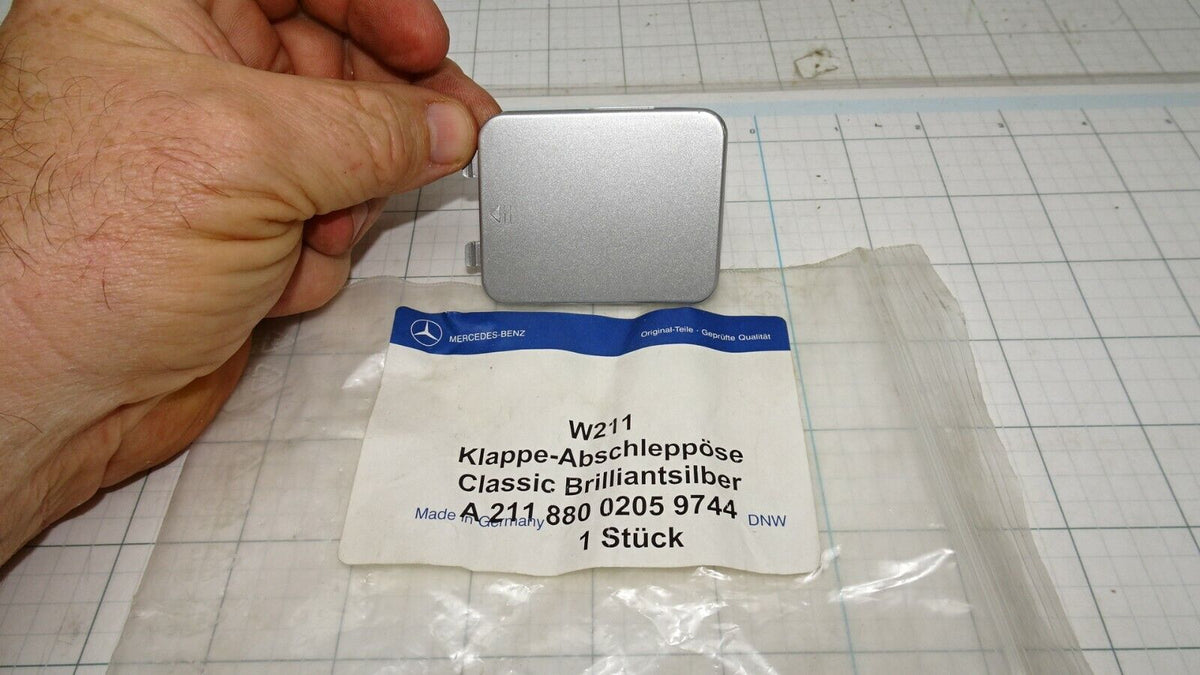 MERCEDES-BENZ
Original-Teile · Geprüfte Qualität
W211
Klappe-Abschleppöse
Classic Brilliantsilber
A 211 880 0205 9744
Made in Germany
DNW
1 Stück